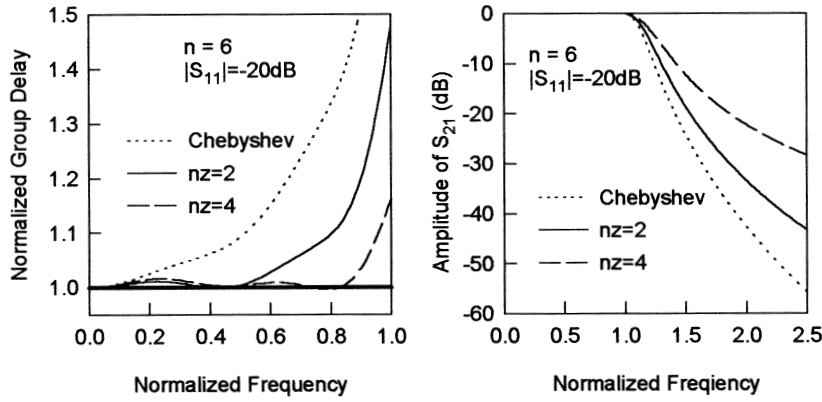 1.5
1.4
1.3
1.2
1.1
1.0
Normalized Group Delay
n = 6
|S11|=-20dB
Chebyshev
nz=2
nz=4
0.0 0.2 0.4 0.6 0.8 1.0
Normalized Frequency
0
-10
-20
-30
-40
-50
-60
Amplitude of S21 (dB)
n = 6
|S11|=-20dB
Chebyshev
nz=2
nz=4
0.0 0.5 1.0 1.5 2.0 2.5
Normalized Freqiency